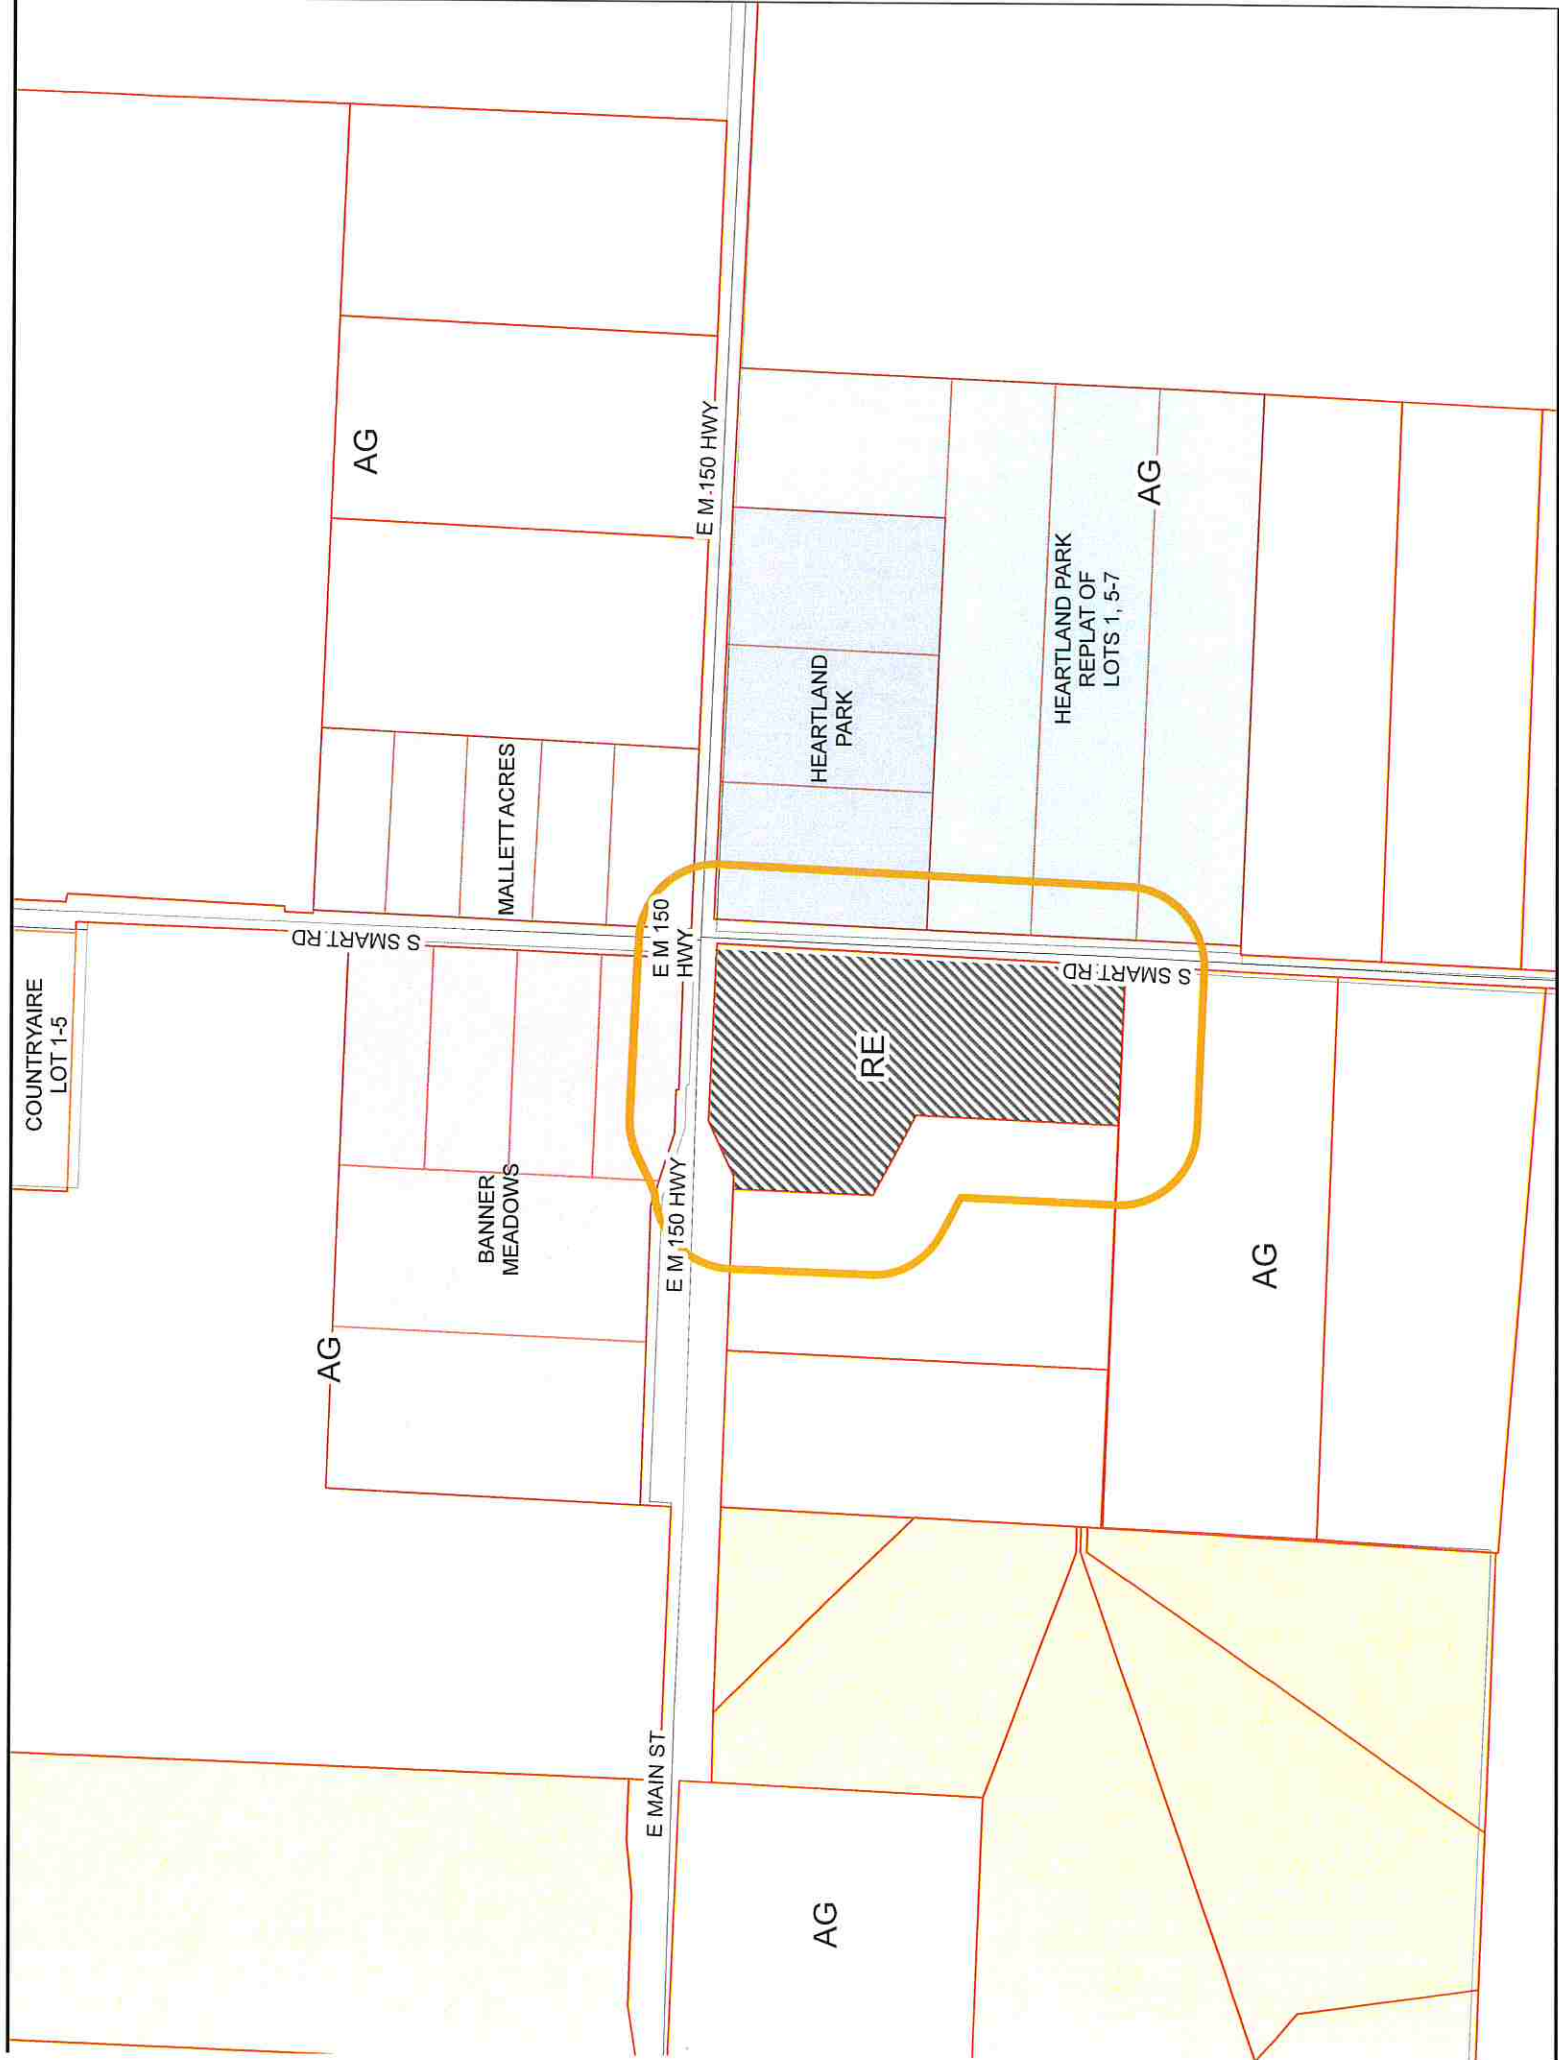 COUNTRYAIRE
LOT 1-5
S SMART RD
MALLETT ACRES
AG
BANNER
MEADOWS
AG
E M 150
HWY
E M 150 HWY
E M 150 HWY
E MAIN ST
HEARTLAND
PARK
RE
HEARTLAND PARK
REPLAT OF
LOTS 1, 5-7
AG
S SMART RD
AG
AG